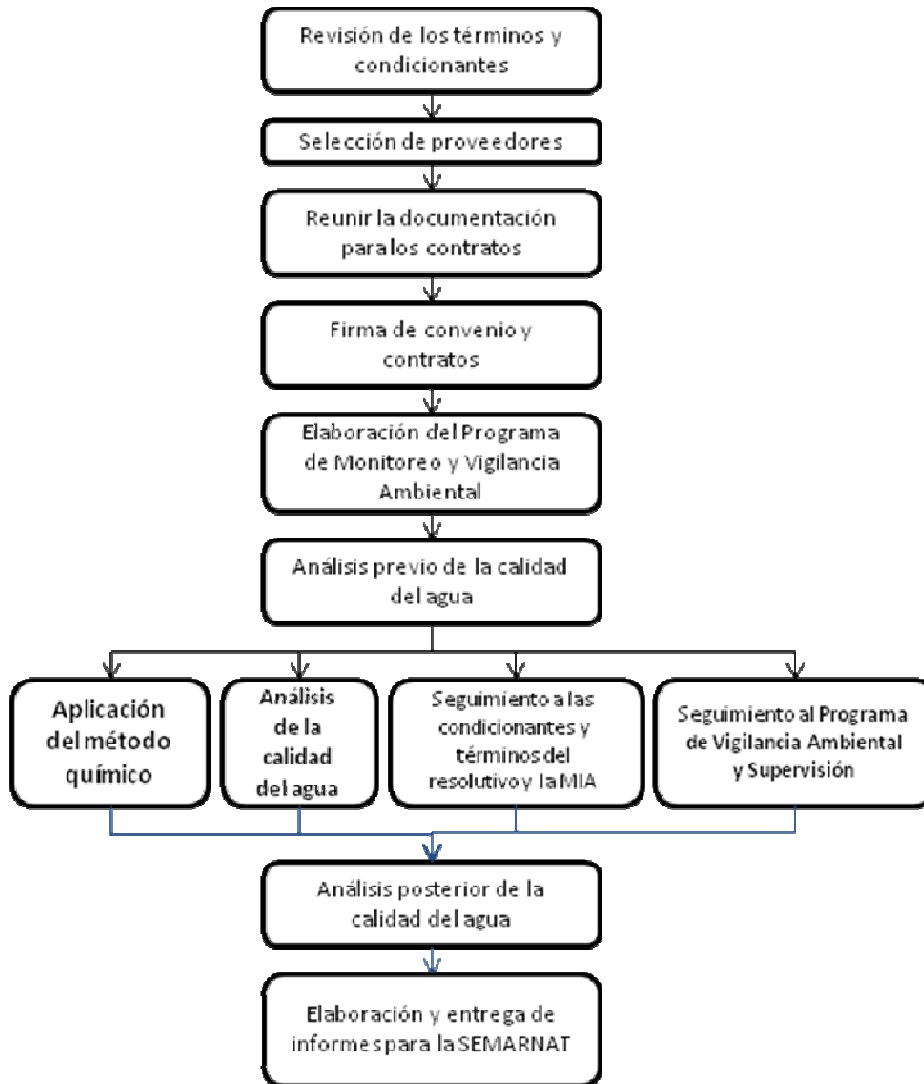 Revisión de los términos y
condicionantes
Selección de proveedores
Reunir la documentación
para los contratos
Firma de convenio y
contratos
Elaboración del Programa
de Monitoreo y Vigilancia
Ambiental
Análisis previo de la calidad
del agua
Aplicación
del método
químico
Análisis
de la
calidad
del agua
Seguimiento a las
condicionantes y
términos del
resolutivo y la MIA
Seguimiento al Programa
de Vigilancia Ambiental
y Supervisión
Análisis posterior de la
calidad del agua
Elaboración y entrega de
informes para la SEMARNAT